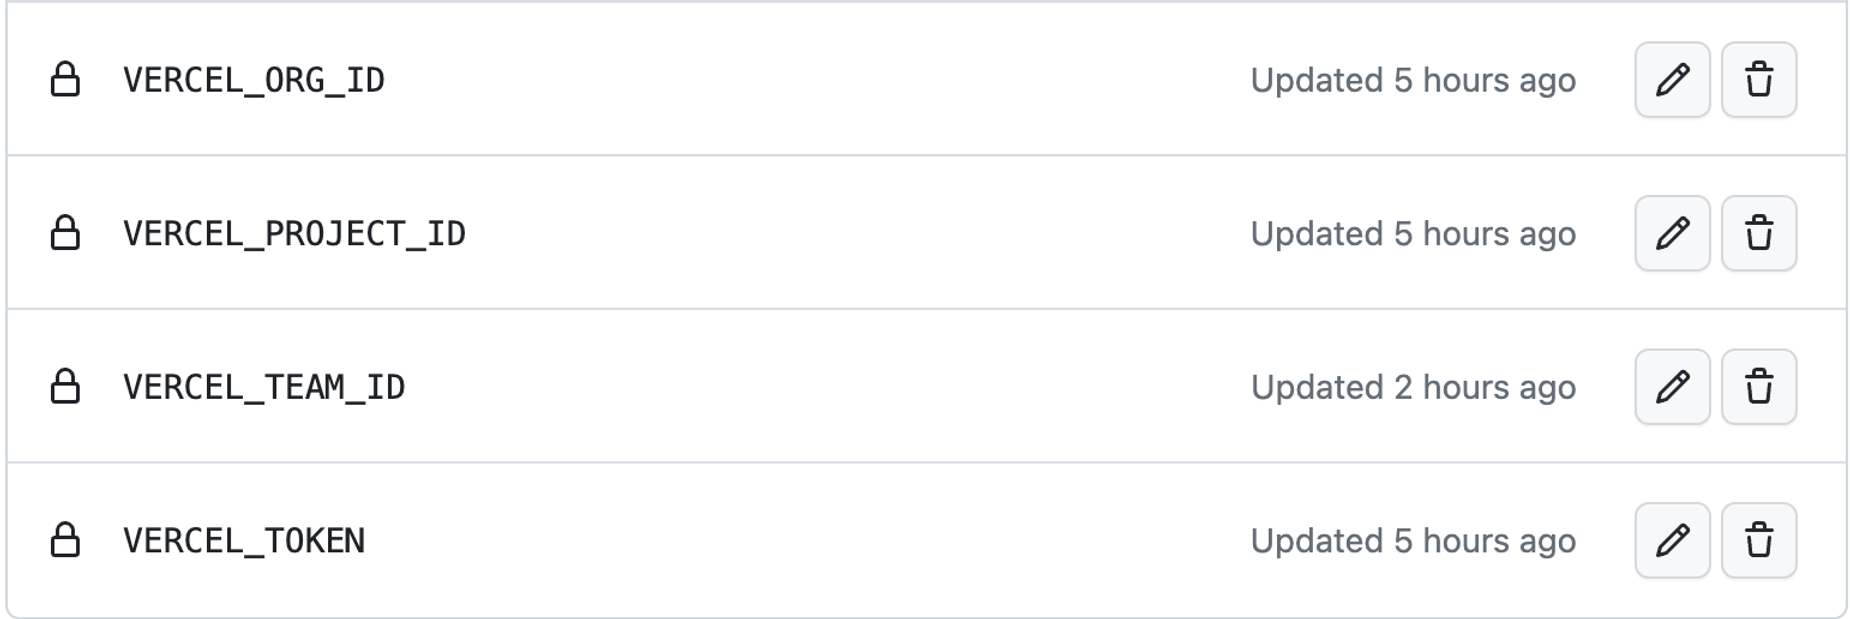 VERCEL_ORG_ID Updated 5 hours ago
VERCEL_PROJECT_ID Updated 5 hours ago
VERCEL_TEAM_ID Updated 2 hours ago
VERCEL_TOKEN Updated 5 hours ago